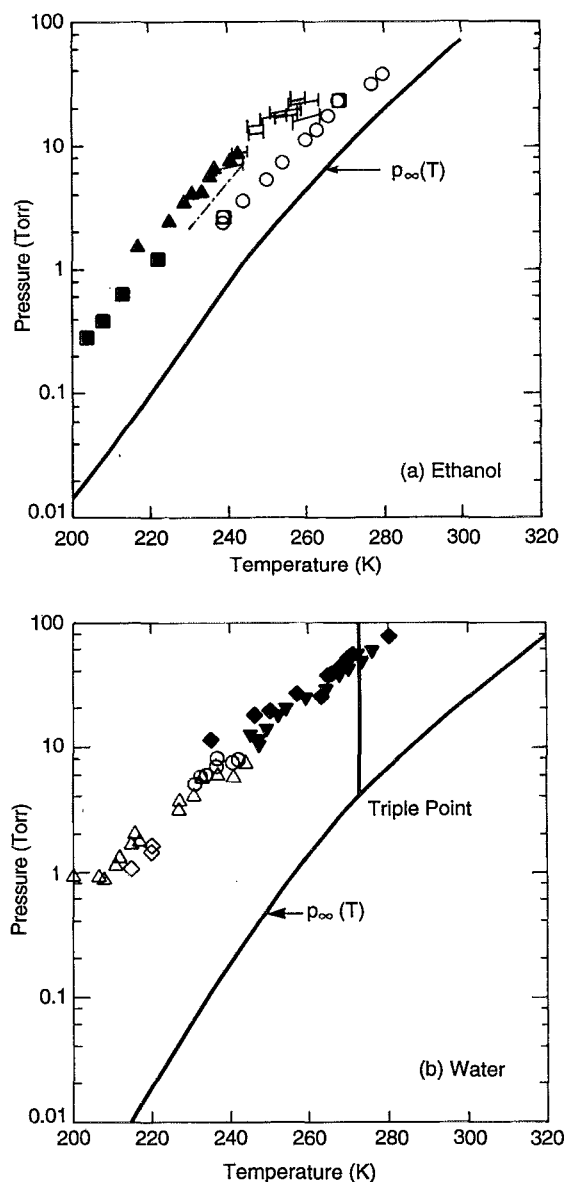 100
10
1
0.1
0.01
Pressure (Torr)
p∞(T)
(a) Ethanol
200 220 240 260 280 300 320
Temperature (K)
100
10
1
0.1
0.01
Pressure (Torr)
Triple Point
p∞(T)
(b) Water
200 220 240 260 280 300 320
Temperature (K)